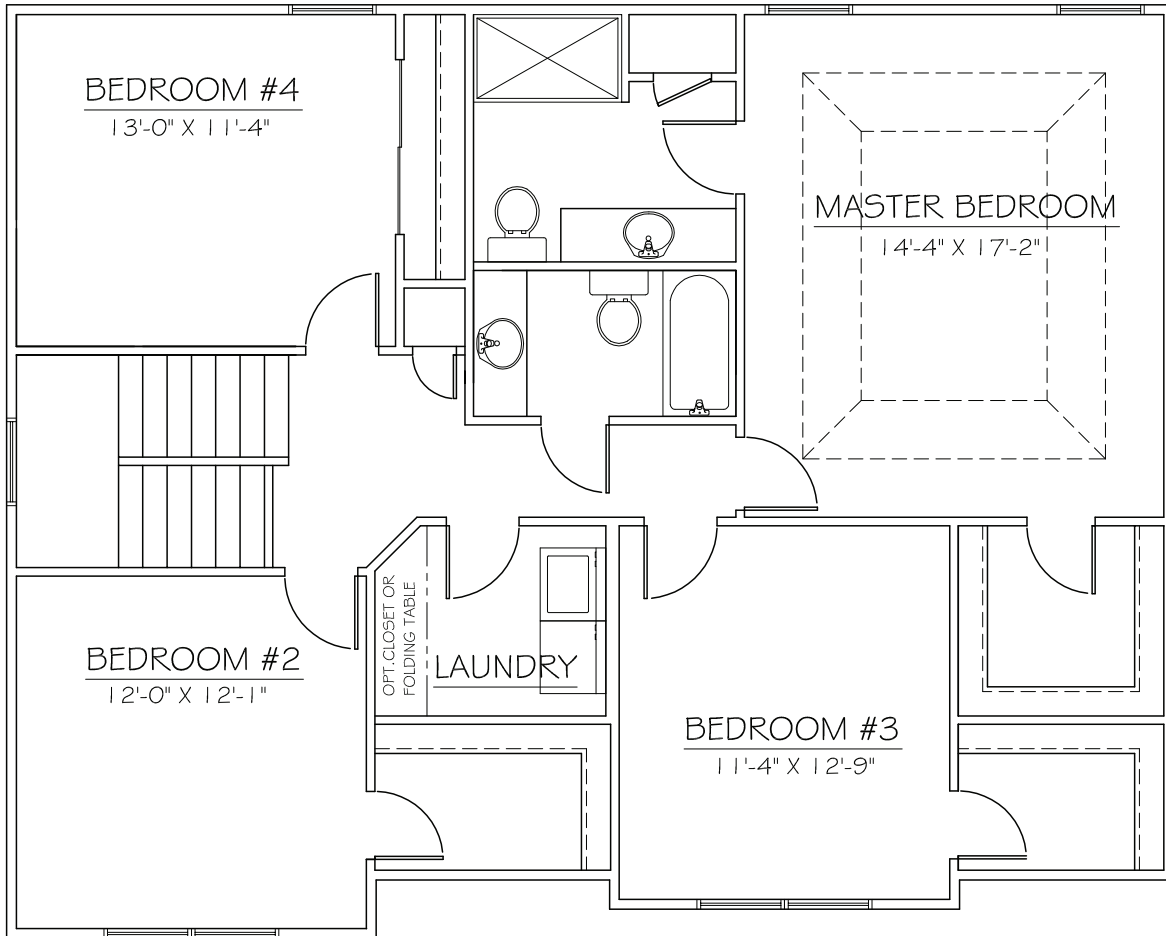 BEDROOM #4
13'-0" X 11'-4"
MASTER BEDROOM
14'-4" X 17'-2"
BEDROOM #2
12'-0" X 12'-1"
OPT.CLOSET OR
FOLDING TABLE
LAUNDRY
BEDROOM #3
11'-4" X 12'-9"